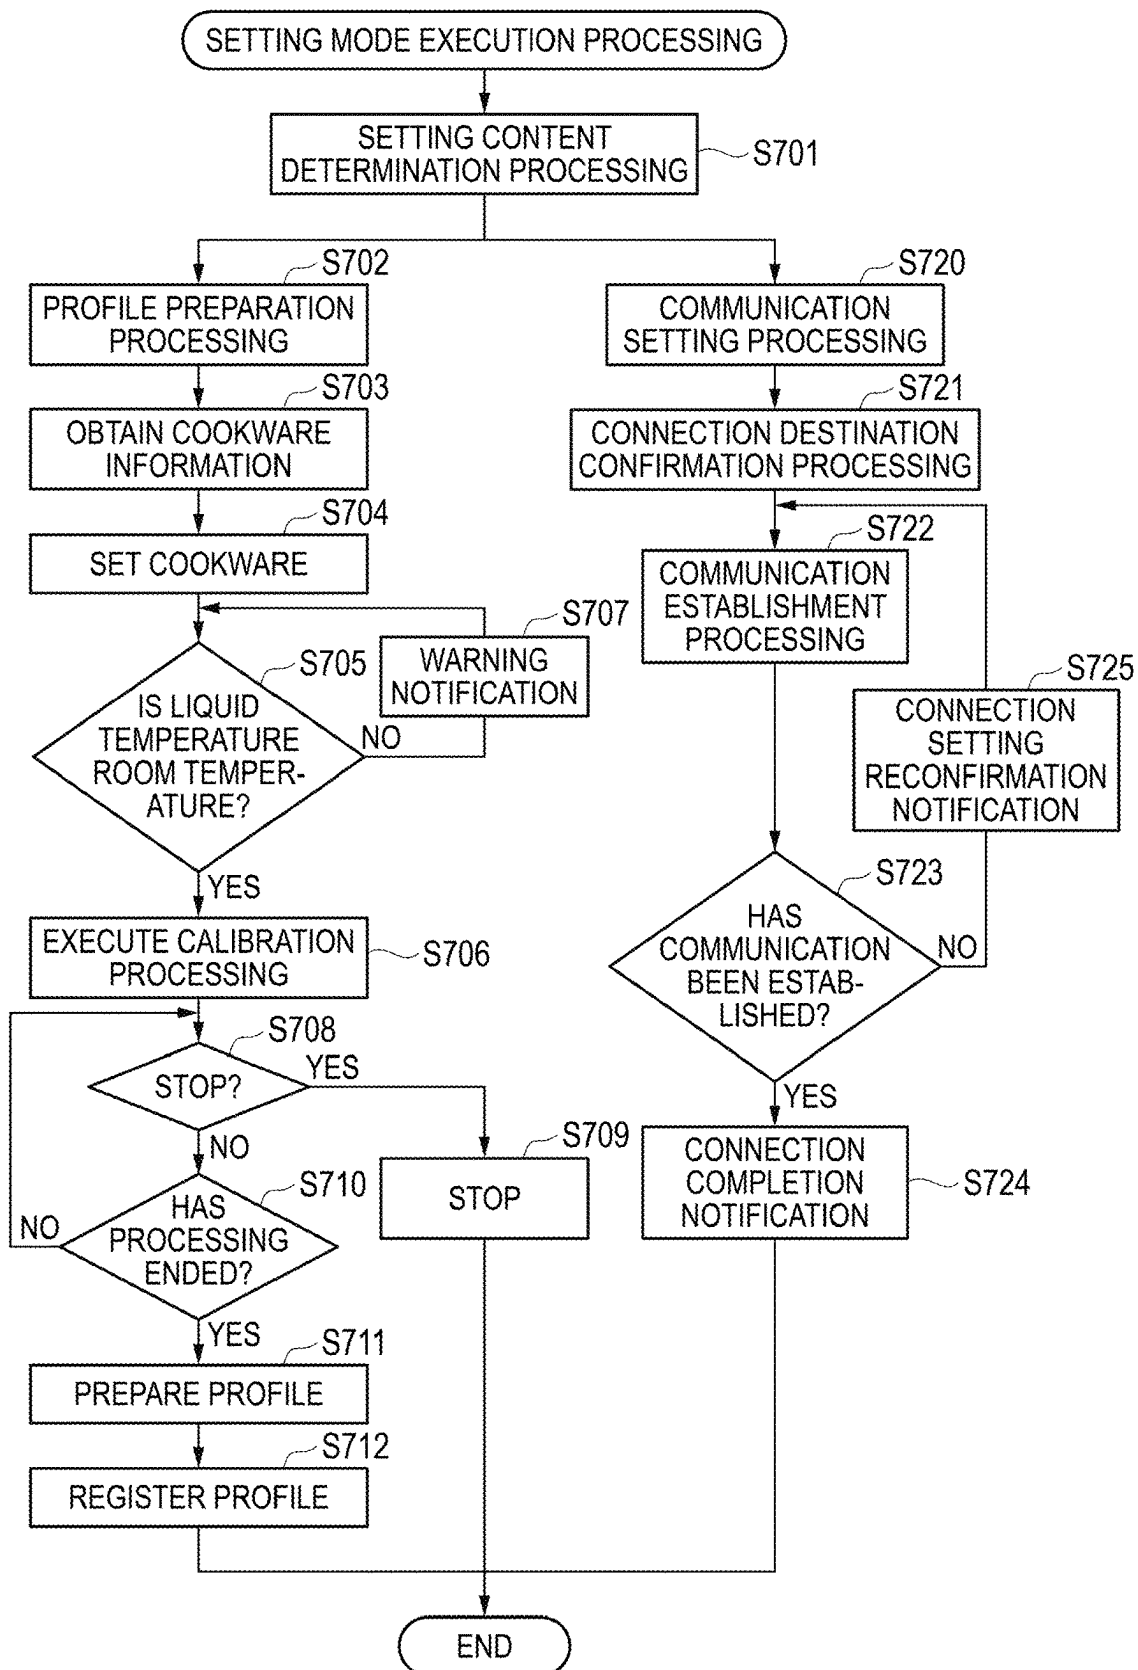 SETTING MODE EXECUTION PROCESSING
SETTING CONTENT
DETERMINATION PROCESSING
S701
S702
PROFILE PREPARATION
PROCESSING
S703
OBTAIN COOKWARE
INFORMATION
S704
SET COOKWARE
S707
WARNING
NOTIFICATION
S705
IS LIQUID
TEMPERATURE
ROOM TEMPER-
ATURE?
NO
YES
EXECUTE CALIBRATION
PROCESSING
S706
S708
STOP?
YES
NO
S709
STOP
S710
HAS
PROCESSING
ENDED?
NO
YES
S711
PREPARE PROFILE
S712
REGISTER PROFILE
S720
COMMUNICATION
SETTING PROCESSING
S721
CONNECTION DESTINATION
CONFIRMATION PROCESSING
S722
COMMUNICATION
ESTABLISHMENT
PROCESSING
S725
CONNECTION
SETTING
RECONFIRMATION
NOTIFICATION
S723
HAS
COMMUNICATION
BEEN ESTAB-
LISHED?
NO
YES
CONNECTION
COMPLETION
NOTIFICATION
S724
END